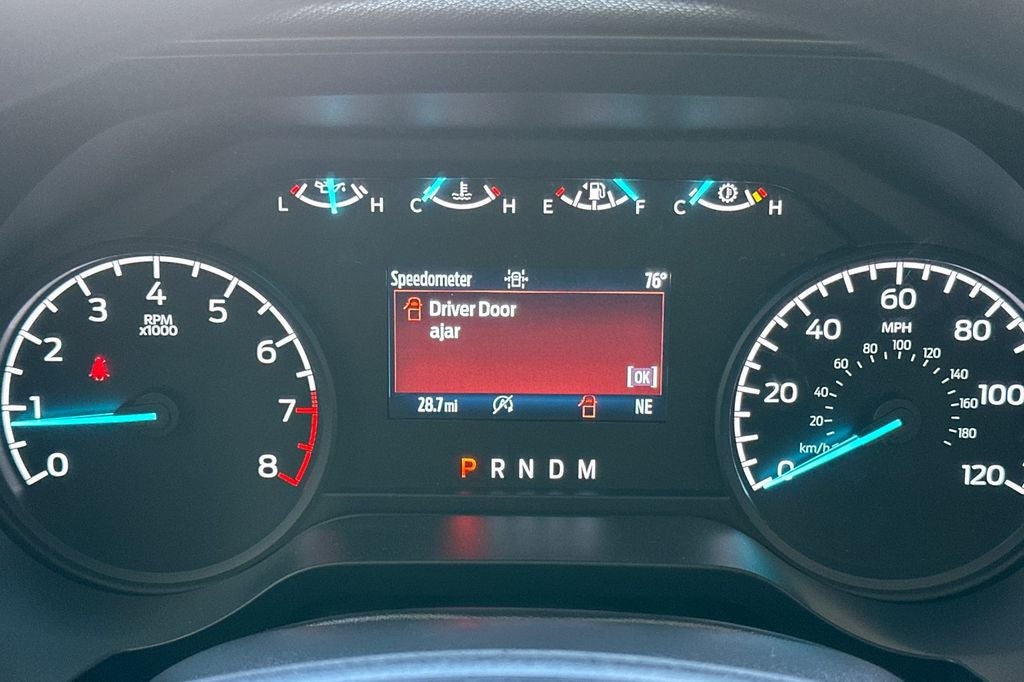 L H C H E F C H
Speedometer 76°
Driver Door
ajar
[OK]
28.7 mi NE
P R N D M
0 1 2 3 4 5 6 7 8
RPM
x1000
0 20 40 60 80 100 120
MPH
20 40 60 80 100 120 140 160 180
km/h